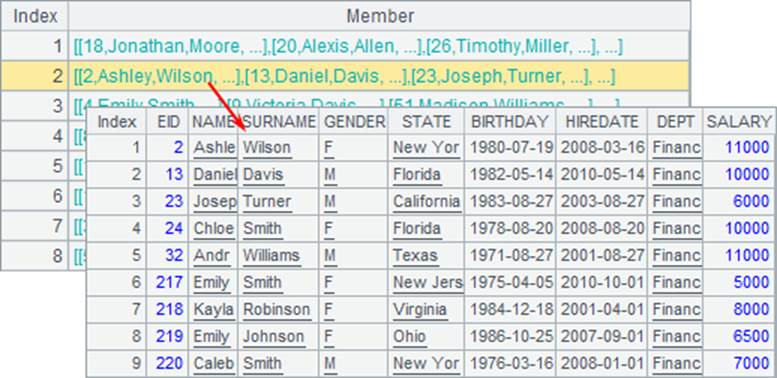 Index Member
1 [[18,Jonathan,Moore, ...],[20,Alexis,Allen, ...],[26,Timothy,Miller, ...], ...]
2 [[2,Ashley,Wilson, ...],[13,Daniel,Davis, ...],[23,Joseph,Turner, ...], ...]
3 [[4,Emily,Smith, ...],[9,Victoria,Davis, ...],[51,Madison,Williams, ...], ...]
4
5
6
7
8
Index EID NAME SURNAME GENDER STATE BIRTHDAY HIREDATE DEPT SALARY
1 2 Ashle Wilson F New Yor 1980-07-19 2008-03-16 Financ 11000
2 13 Daniel Davis M Florida 1982-05-14 2010-05-14 Financ 10000
3 23 Josep Turner M California 1983-08-27 2003-08-27 Financ 6000
4 24 Chloe Smith F Florida 1978-08-20 2008-08-20 Financ 10000
5 32 Andr Williams M Texas 1971-08-27 2001-08-27 Financ 11000
6 217 Emily Smith F New Jers 1975-04-05 2010-10-01 Financ 5000
7 218 Kayla Robinson F Virginia 1984-12-18 2001-04-01 Financ 8000
8 219 Emily Johnson F Ohio 1986-10-25 2007-09-01 Financ 6500
9 220 Caleb Smith M New Yor 1976-03-16 2008-01-01 Financ 7000